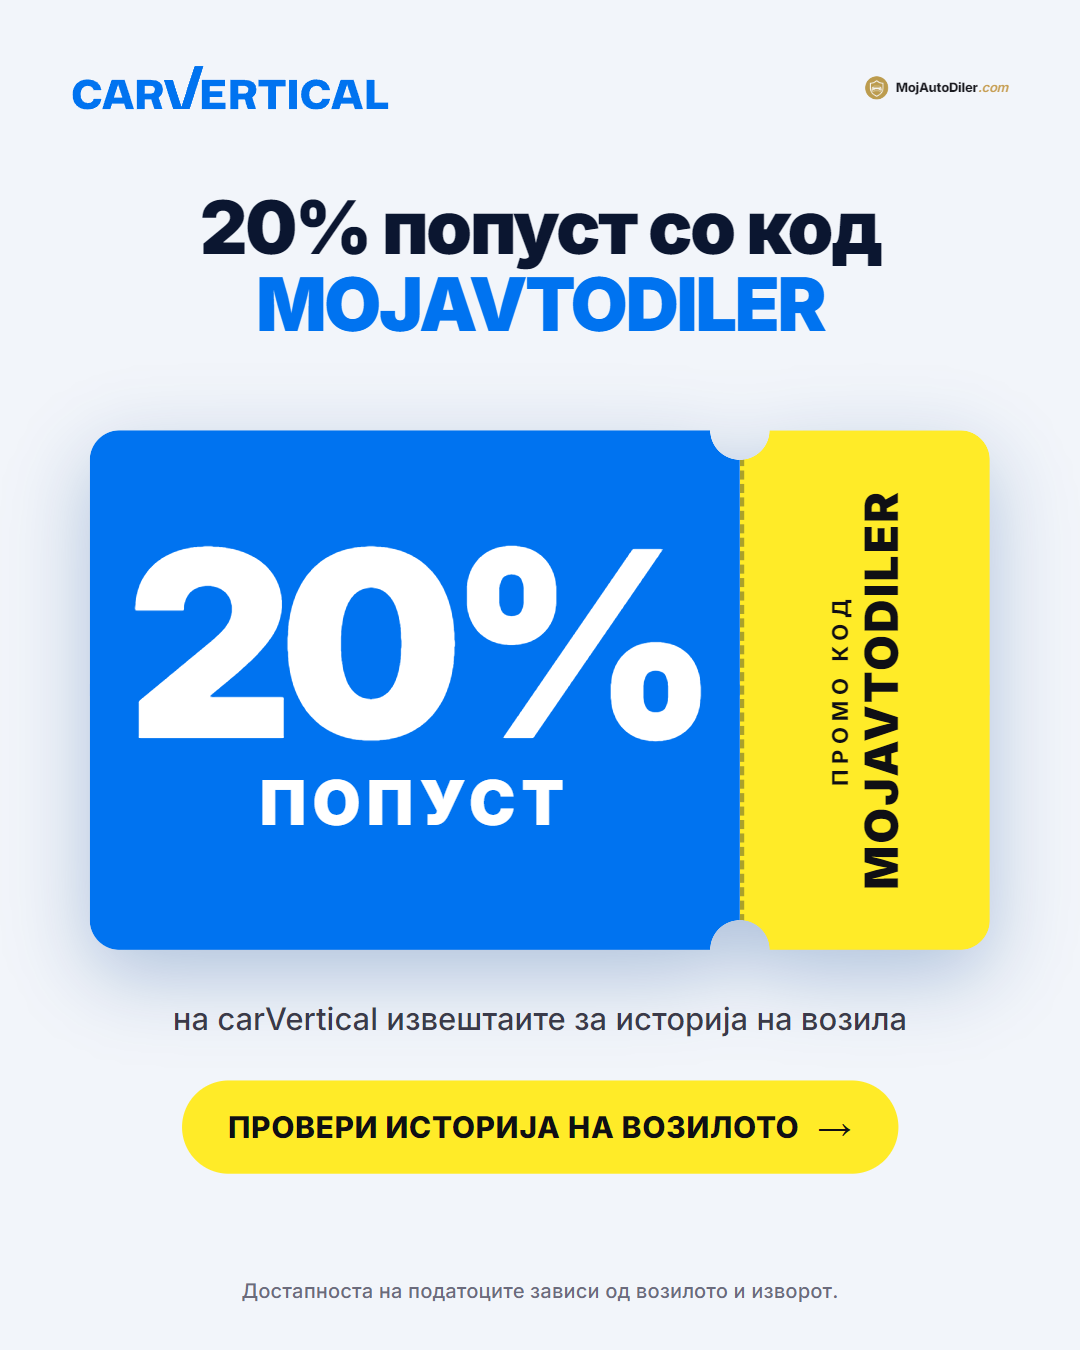 CARVERTICAL
MojAutoDiler.com
20% попуст со код
MOJAVTODILER
20%
ПОПУСТ
ПРОМО КОД
MOJAVTODILER
на carVertical извештаите за историја на возила
ПРОВЕРИ ИСТОРИЈА НА ВОЗИЛОТО →
Достапноста на податоците зависи од возилото и изворот.